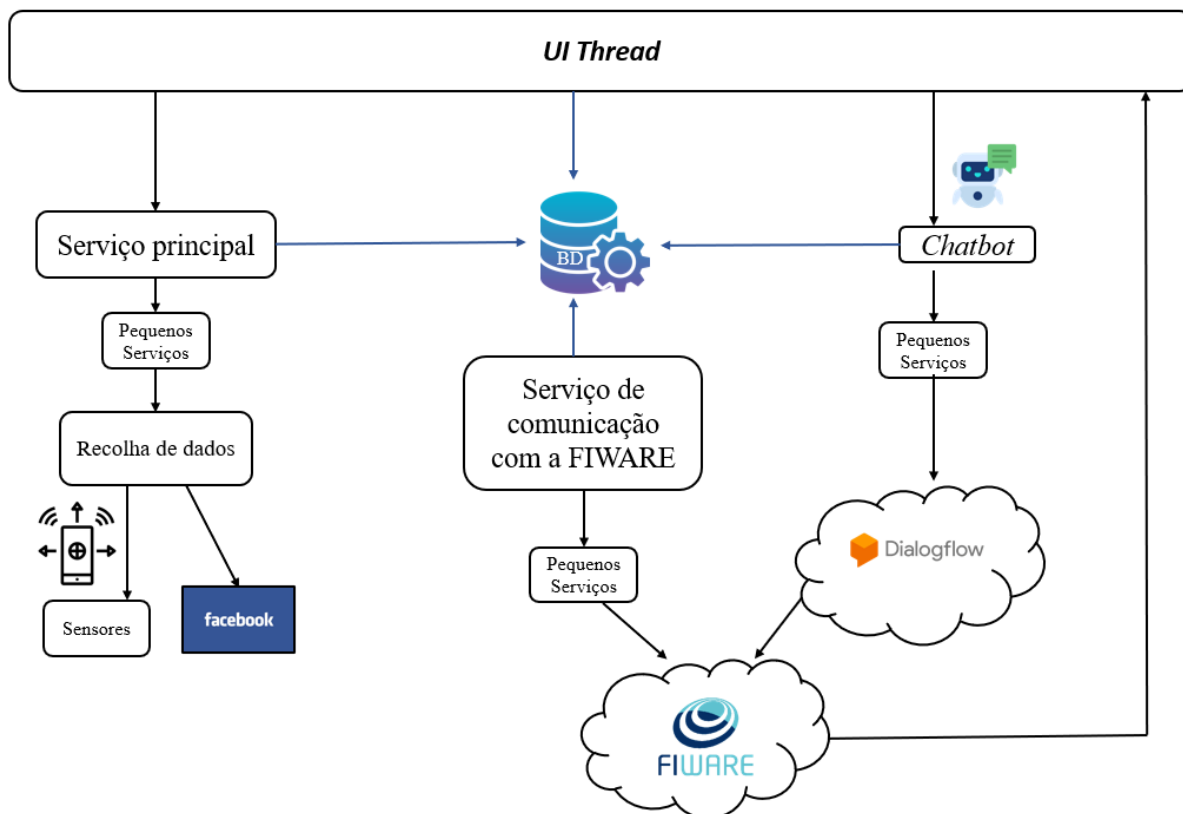 UI Thread
Serviço principal
BD
Chatbot
Pequenos
Serviços
Pequenos
Serviços
Serviço de
comunicação
com a FIWARE
Recolha de dados
Dialogflow
Pequenos
Serviços
Sensores
facebook
FIWARE